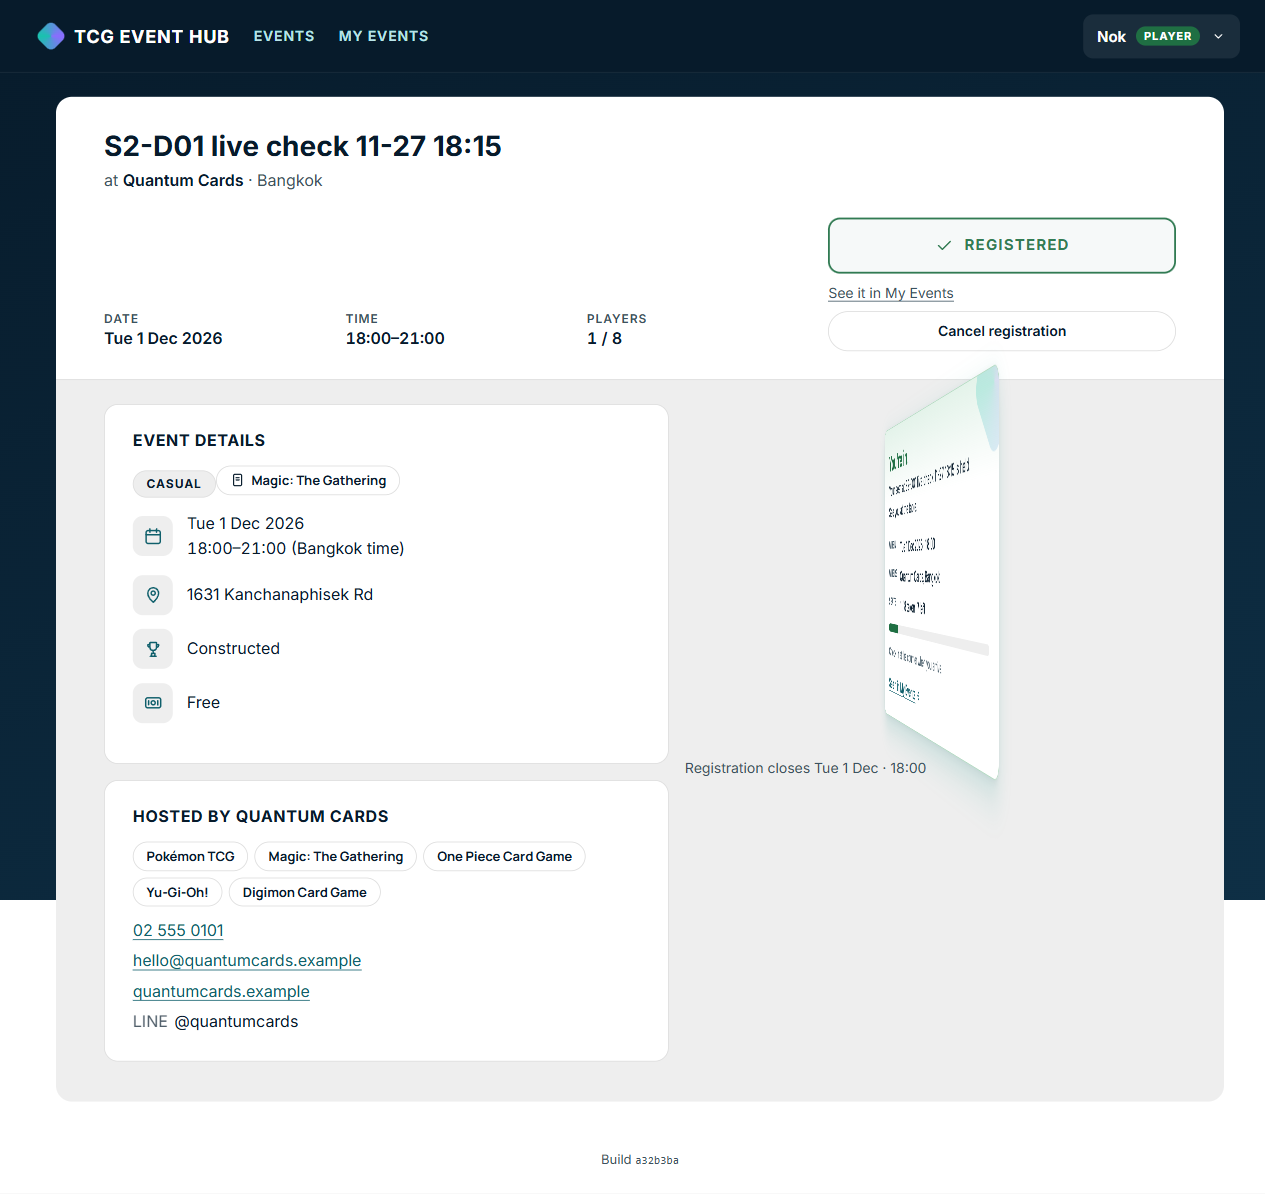 TCG EVENT HUB
EVENTS
MY EVENTS
Nok
PLAYER
S2-D01 live check 11-27 18:15
at Quantum Cards · Bangkok
REGISTERED
See it in My Events
Cancel registration
DATE
Tue 1 Dec 2026
TIME
18:00–21:00
PLAYERS
1 / 8
EVENT DETAILS
CASUAL
Magic: The Gathering
Tue 1 Dec 2026
18:00–21:00 (Bangkok time)
1631 Kanchanaphisek Rd
Constructed
Free
Registration closes Tue 1 Dec · 18:00
HOSTED BY QUANTUM CARDS
Pokémon TCG
Magic: The Gathering
One Piece Card Game
Yu-Gi-Oh!
Digimon Card Game
02 555 0101
hello@quantumcards.example
quantumcards.example
LINE @quantumcards
Build a32b3ba